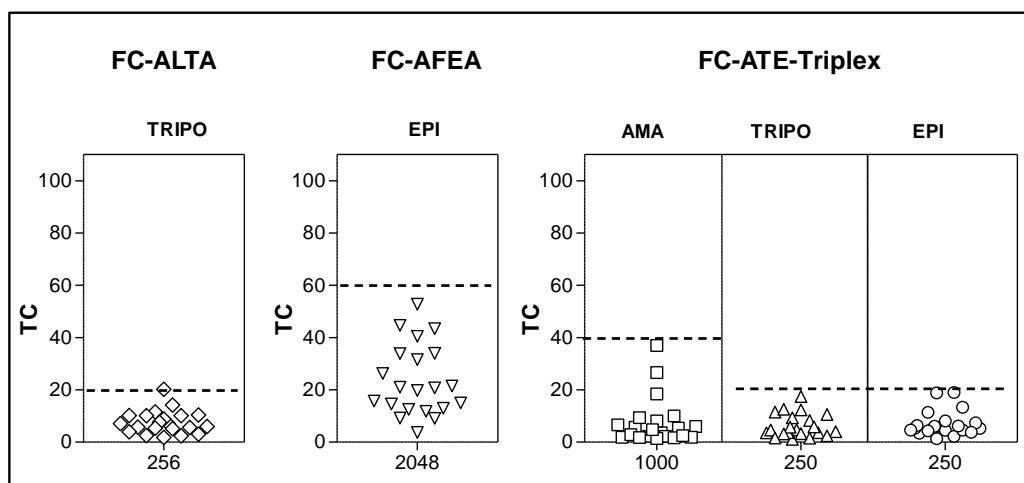 FC-ALTA FC-AFEA FC-ATE-Triplex
TRIPO EPI AMA TRIPO EPI
100 100 100
80 80 80
60 60 60
40 40 40
20 20 20
0 0 0
TC TC TC
256 2048 1000 250 250